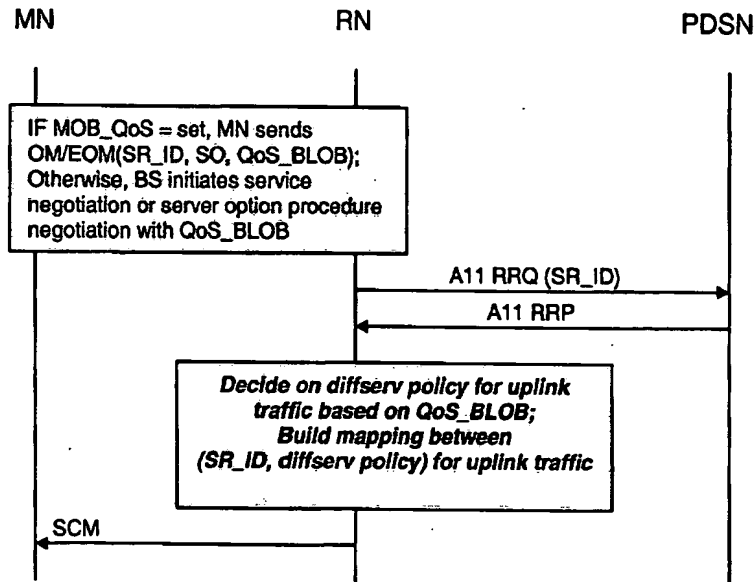 MN RN PDSN
IF MOB_QoS = set, MN sends
OM/EOM(SR_ID, SO, QoS_BLOB);
Otherwise, BS initiates service
negotiation or server option procedure
negotiation with QoS_BLOB
A11 RRQ (SR_ID)
A11 RRP
Decide on diffserv policy for uplink
traffic based on QoS_BLOB;
Build mapping between
(SR_ID, diffserv policy) for uplink traffic
SCM